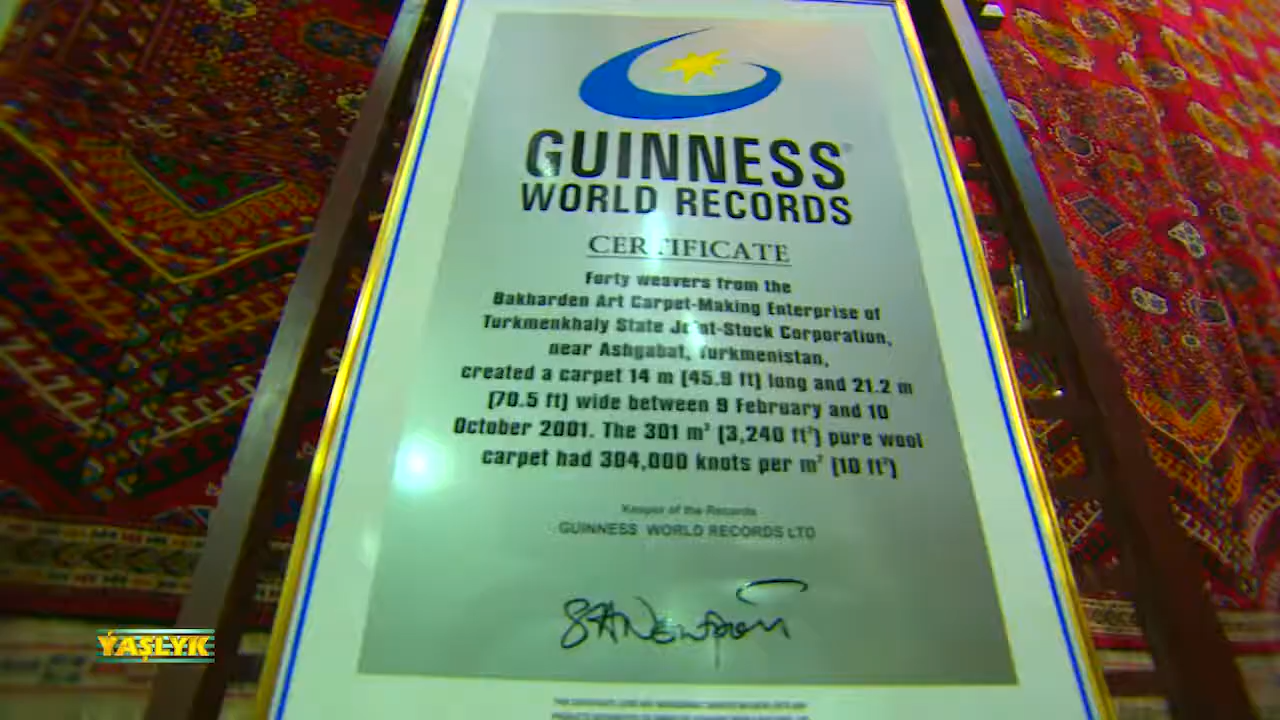 GUINNESS
WORLD RECORDS
CERTIFICATE
Forty weavers from the
Bakharden Art Carpet-Making Enterprise of
Turkmenkhaly State Joint-Stock Corporation,
near Ashgabat, Turkmenistan,
created a carpet 14 m (45.9 ft) long and 21.2 m
(70.5 ft) wide between 9 February and 10
October 2001. The 301 m² (3,240 ft²) pure wool
carpet had 304,000 knots per m² (10 ft²)
Keeper of the Records
GUINNESS WORLD RECORDS LTD
ÝAŞLYK